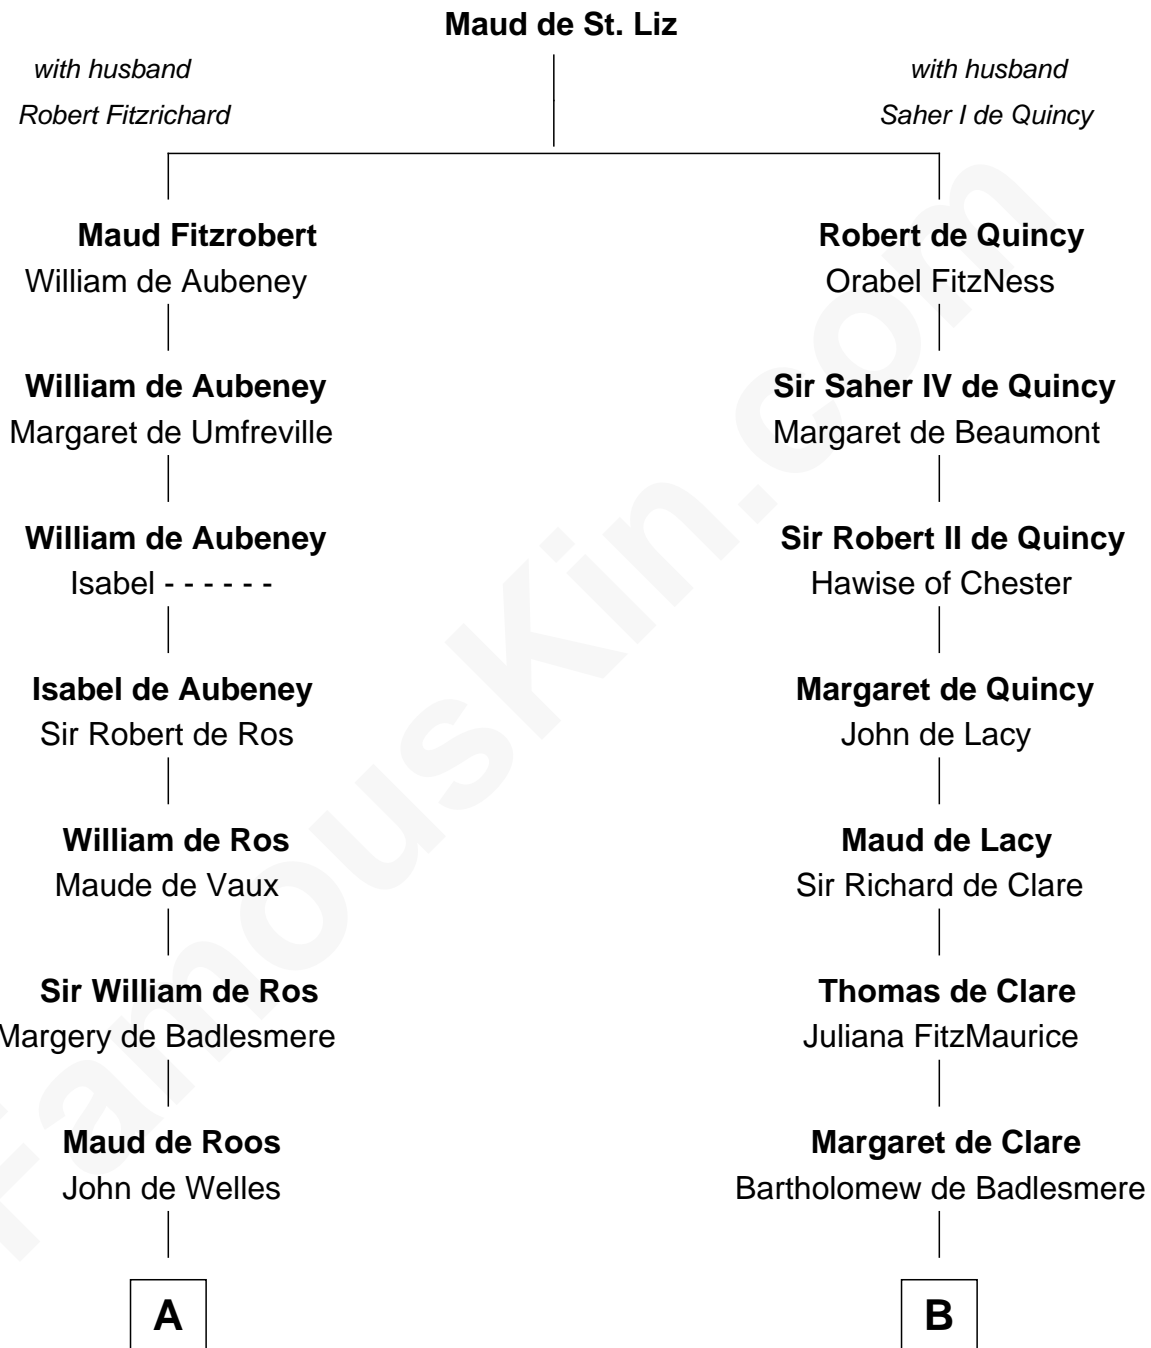 Maud de St. Liz
with husband
Robert Fitzrichard
with husband
Saher I de Quincy
Maud Fitzrobert
William de Aubeney
Robert de Quincy
Orabel FitzNess
William de Aubeney
Margaret de Umfreville
Sir Saher IV de Quincy
Margaret de Beaumont
William de Aubeney
Isabel - - - - - -
Sir Robert II de Quincy
Hawise of Chester
Isabel de Aubeney
Sir Robert de Ros
Margaret de Quincy
John de Lacy
William de Ros
Maude de Vaux
Maud de Lacy
Sir Richard de Clare
Sir William de Ros
Margery de Badlesmere
Thomas de Clare
Juliana FitzMaurice
Maud de Roos
John de Welles
Margaret de Clare
Bartholomew de Badlesmere
A
B
FamousKin.com